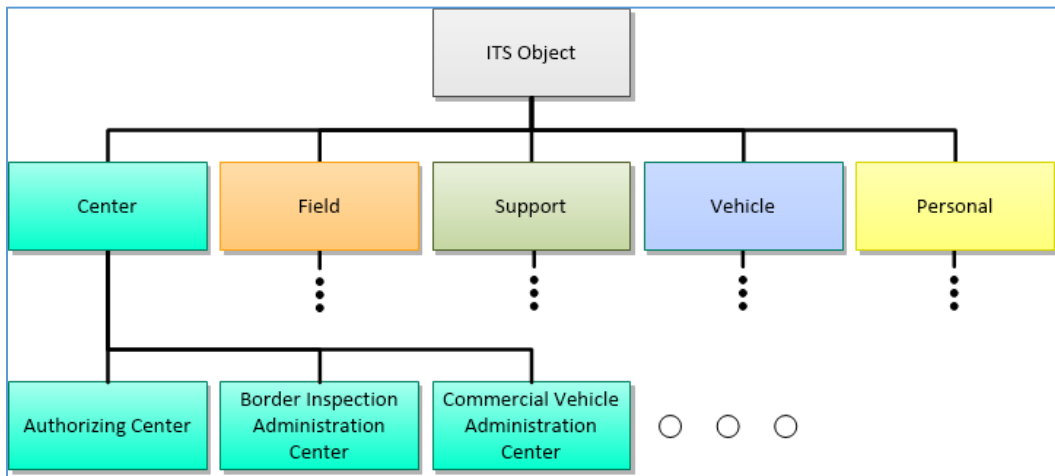 ITS Object
Center
Field
Support
Vehicle
Personal
Authorizing Center
Border Inspection
Administration
Center
Commercial Vehicle
Administration
Center